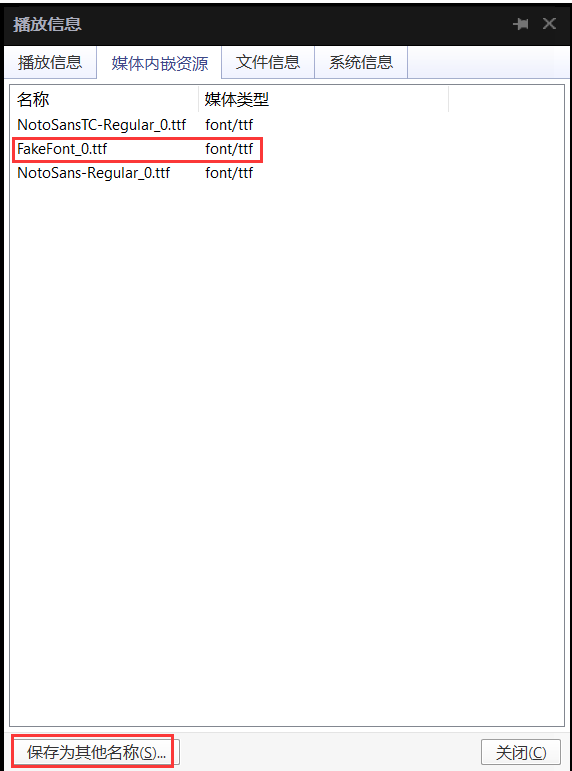 播放信息
播放信息 媒体内嵌资源 文件信息 系统信息
名称 媒体类型
NotoSansTC-Regular_0.ttf font/ttf
FakeFont_0.ttf font/ttf
NotoSans-Regular_0.ttf font/ttf
保存为其他名称(S)... 关闭(C)